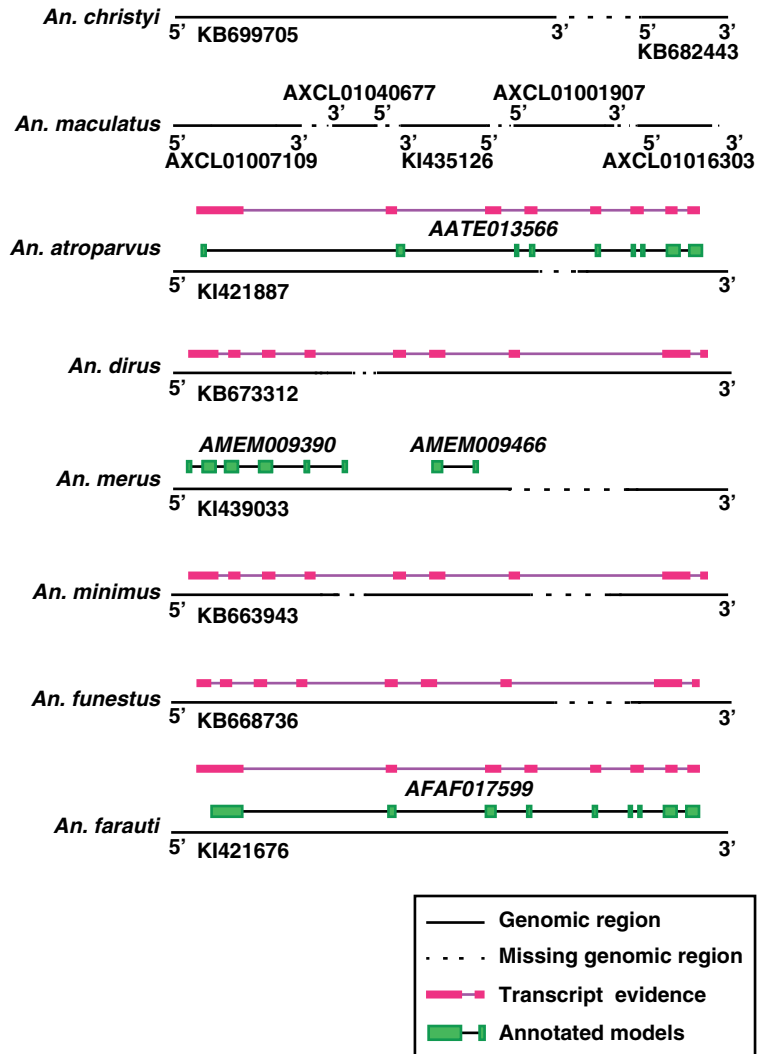 An. christyi
5’ KB699705 3’ 5’ 3’
KB682443
AXCL01040677 AXCL01001907
3’ 5’ 5’ 3’
An. maculatus
5’ 3’ 3’ 5’ 5’ 3’
AXCL01007109 KI435126 AXCL01016303
AATE013566
An. atroparvus
5’ KI421887 3’
An. dirus
5’ KB673312 3’
AMEM009390 AMEM009466
An. merus
5’ KI439033 3’
An. minimus
5’ KB663943 3’
An. funestus
5’ KB668736 3’
AFAF017599
An. farauti
5’ KI421676 3’
Genomic region
Missing genomic region
Transcript evidence
Annotated models